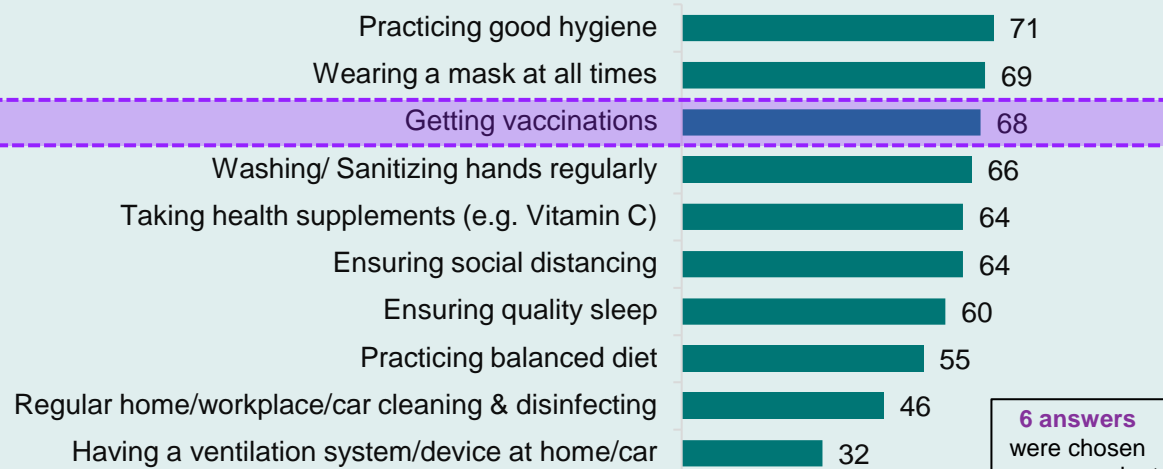 Practicing good hygiene 71
Wearing a mask at all times 69
Getting vaccinations 68
Washing/ Sanitizing hands regularly 66
Taking health supplements (e.g. Vitamin C) 64
Ensuring social distancing 64
Ensuring quality sleep 60
Practicing balanced diet 55
Regular home/workplace/car cleaning & disinfecting 46
Having a ventilation system/device at home/car 32
6 answers
were chosen